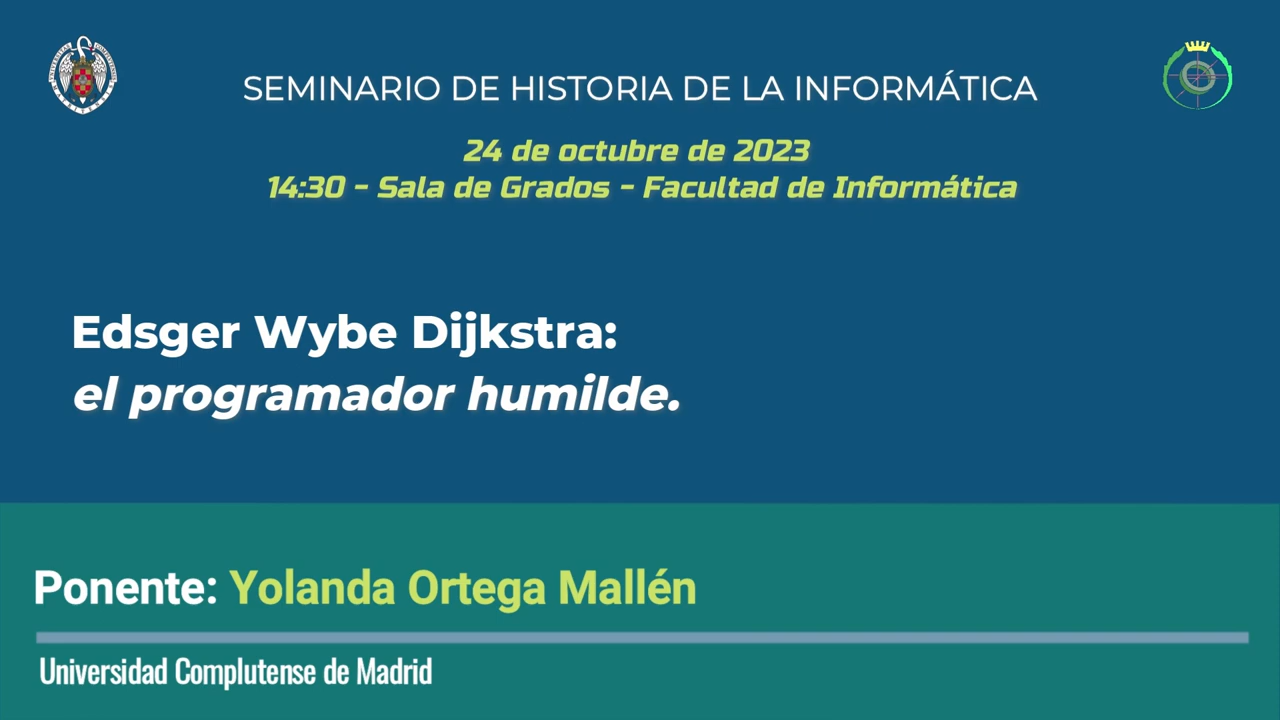 SEMINARIO DE HISTORIA DE LA INFORMÁTICA
24 de octubre de 2023
14:30 - Sala de Grados - Facultad de Informática
Edsger Wybe Dijkstra:
el programador humilde.
Ponente: Yolanda Ortega Mallén
Universidad Complutense de Madrid